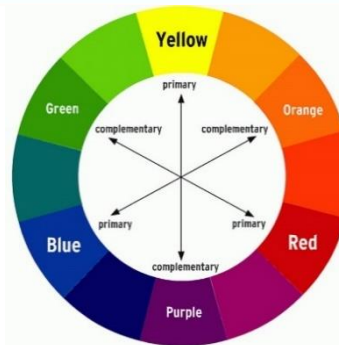 Yellow
primary
Green
Orange
complementary
complementary
primary
primary
Blue
Red
complementary
Purple